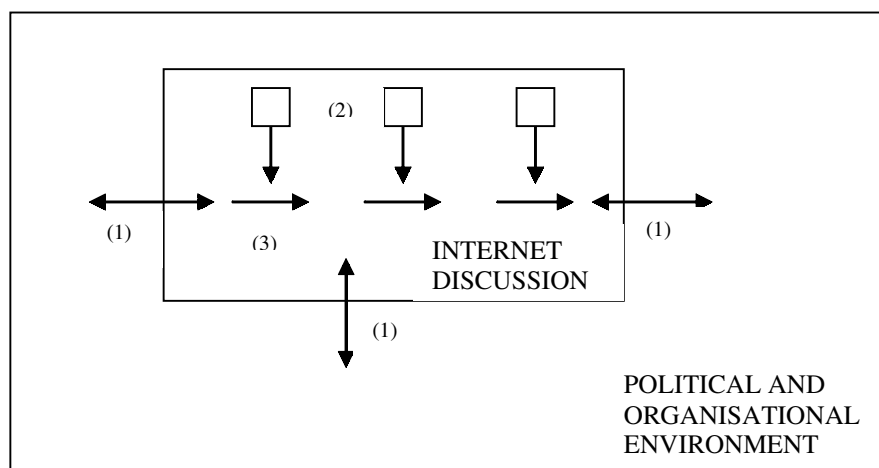 (2)
(1)
(3)
(1)
INTERNET
DISCUSSION
(1)
POLITICAL AND
ORGANISATIONAL
ENVIRONMENT